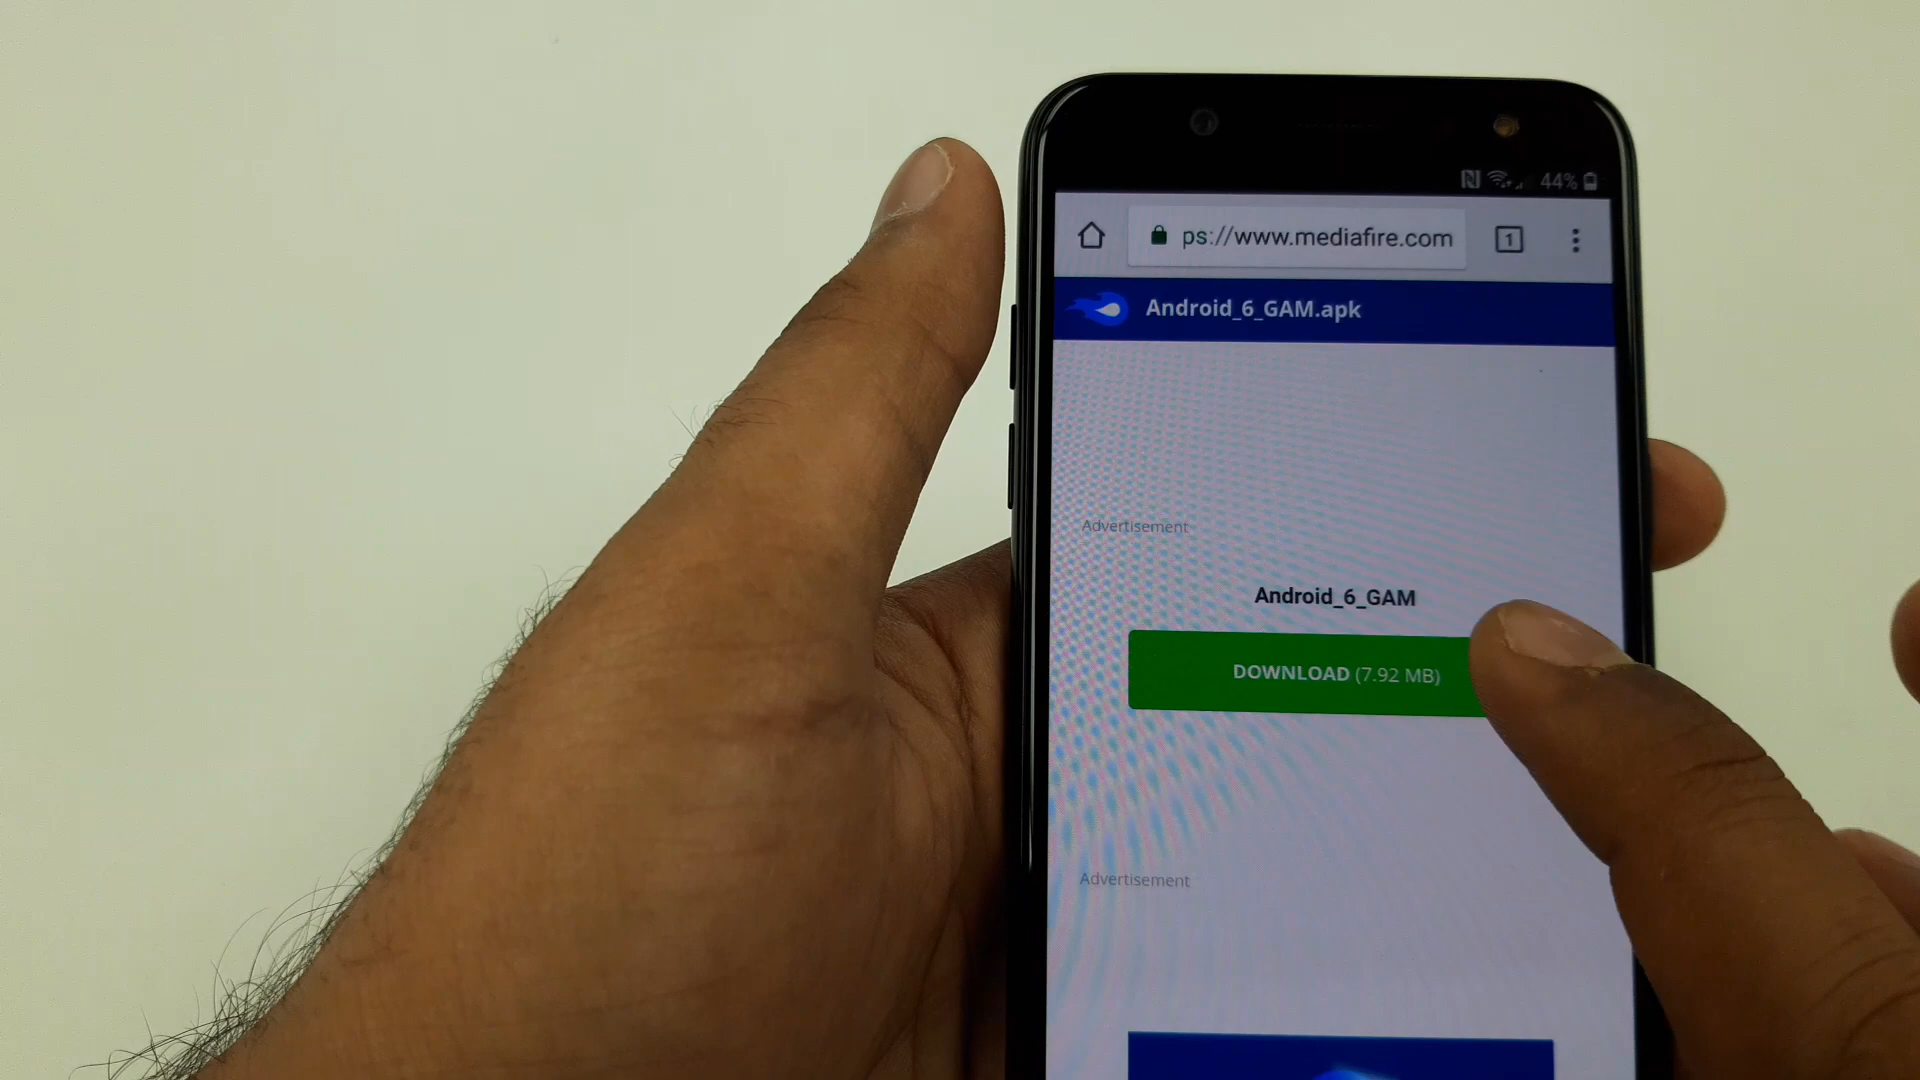 44%
ps://www.mediafire.com
1
Android_6_GAM.apk
Advertisement
Android_6_GAM
DOWNLOAD (7.92 MB)
Advertisement